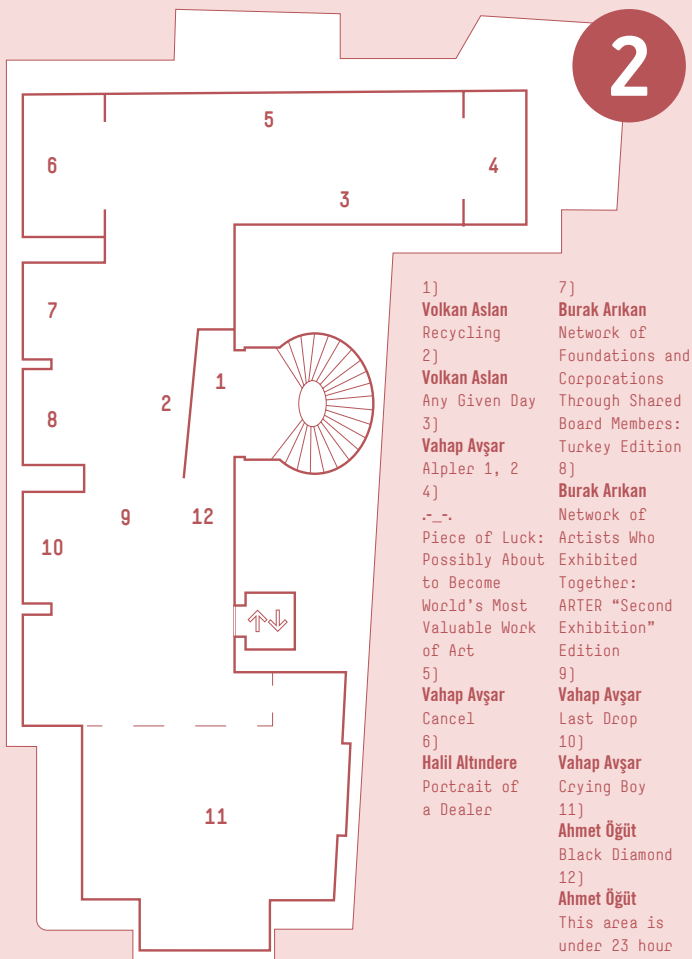 2
5
6
4
3
7
1
2
8
9
12
10
11
1)
Volkan Aslan
Recycling
2)
Volkan Aslan
Any Given Day
3)
Vahap Avşar
Alpler 1, 2
4)
.-_-.
Piece of Luck:
Possibly About
to Become
World's Most
Valuable Work
of Art
5)
Vahap Avşar
Cancel
6)
Halil Altındere
Portrait of
a Dealer
7)
Burak Arıkan
Network of
Foundations and
Corporations
Through Shared
Board Members:
Turkey Edition
8)
Burak Arıkan
Network of
Artists Who
Exhibited
Together:
ARTER “Second
Exhibition”
Edition
9)
Vahap Avşar
Last Drop
10)
Vahap Avşar
Crying Boy
11)
Ahmet Öğüt
Black Diamond
12)
Ahmet Öğüt
This area is
under 23 hour